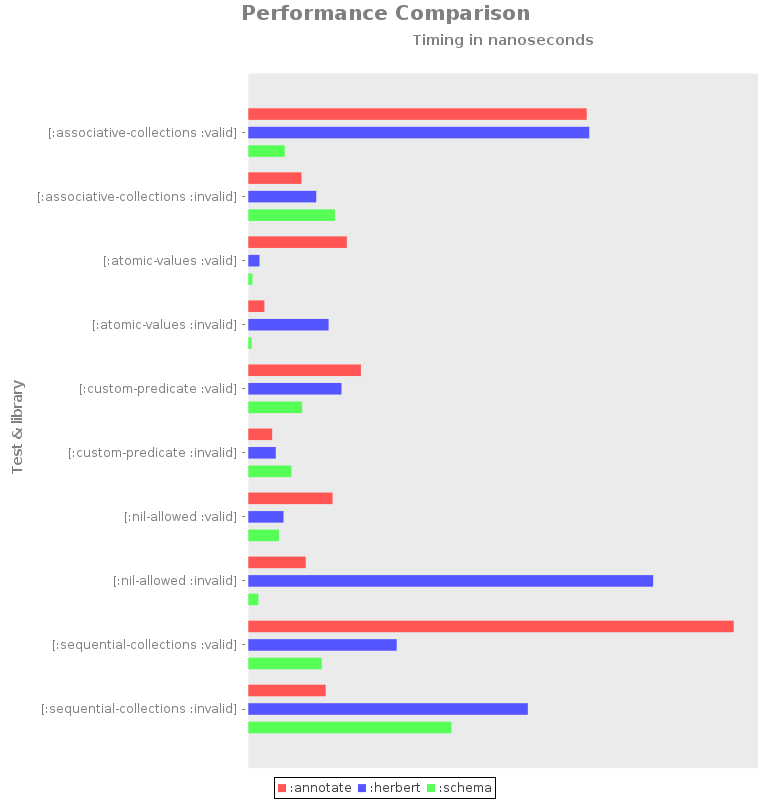 Performance Comparison
Timing in nanoseconds
Test & library
[:associative-collections :valid]
[:associative-collections :invalid]
[:atomic-values :valid]
[:atomic-values :invalid]
[:custom-predicate :valid]
[:custom-predicate :invalid]
[:nil-allowed :valid]
[:nil-allowed :invalid]
[:sequential-collections :valid]
[:sequential-collections :invalid]
:annotate :herbert :schema